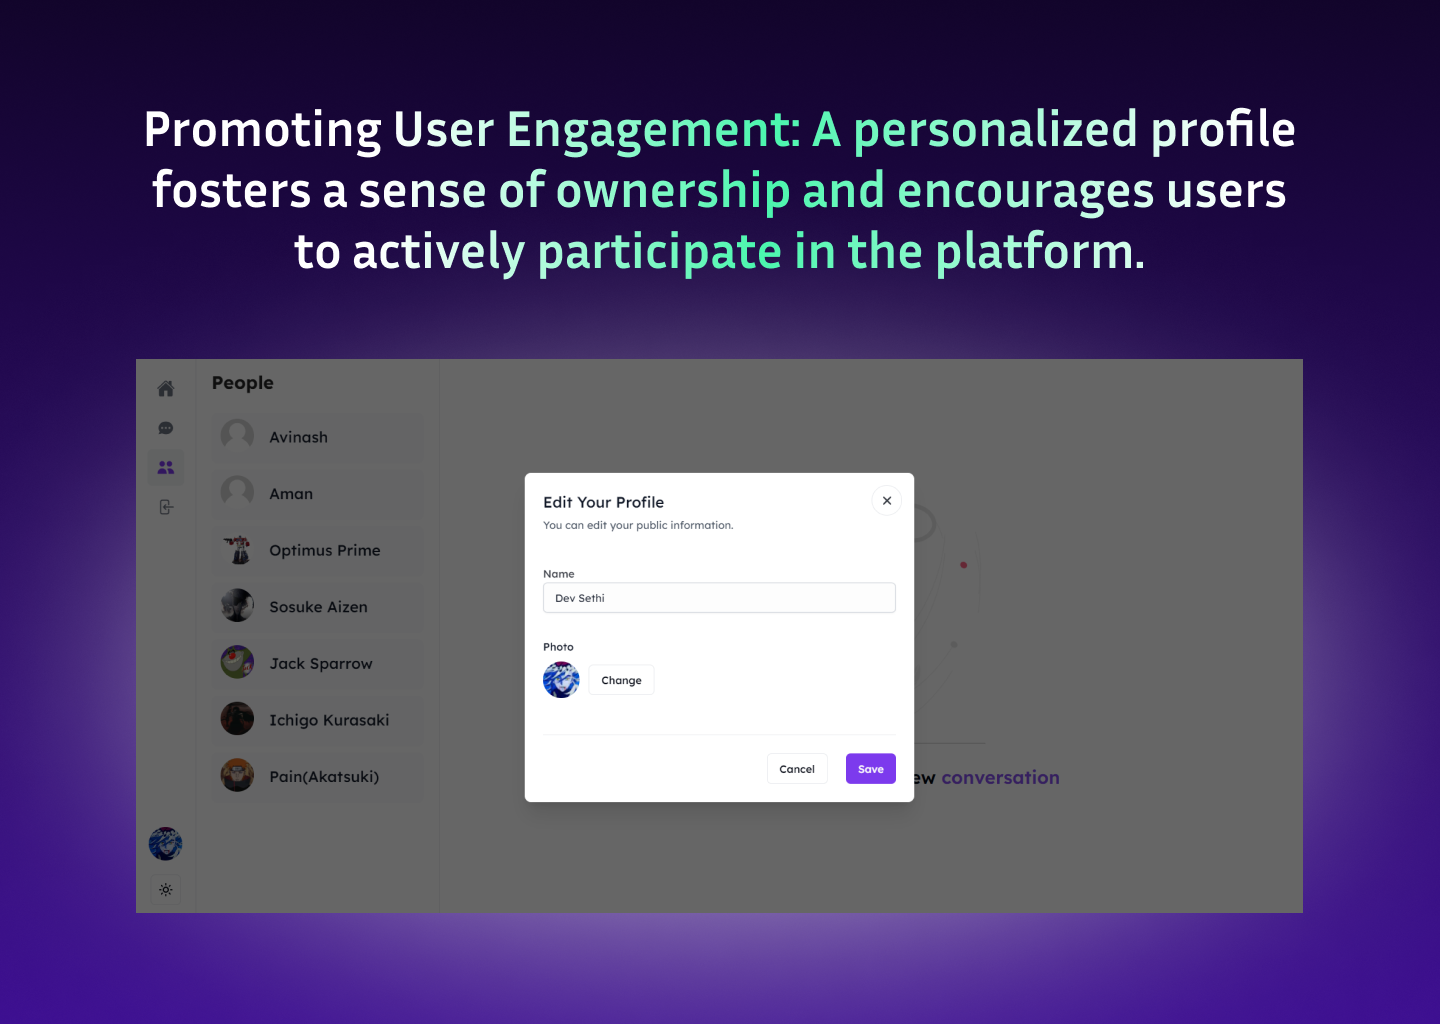 Promoting User Engagement: A personalized profile
fosters a sense of ownership and encourages users
to actively participate in the platform.
People
Avinash
Aman
Optimus Prime
Sosuke Aizen
Jack Sparrow
Ichigo Kurasaki
Pain(Akatsuki)
Edit Your Profile
You can edit your public information.
Name
Dev Sethi
Photo
Change
Cancel
Save
conversation